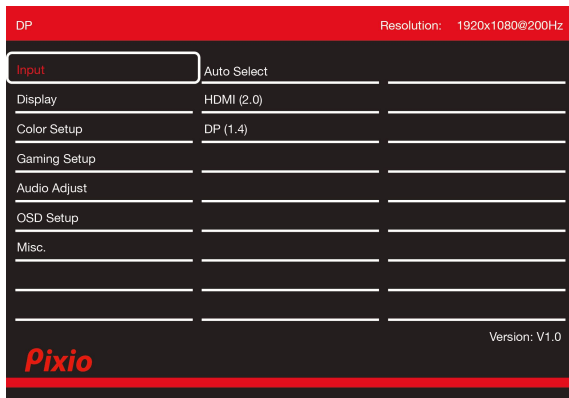 DP Resolution: 1920x1080@200Hz
Input Auto Select
Display HDMI (2.0)
Color Setup DP (1.4)
Gaming Setup
Audio Adjust
OSD Setup
Misc.
Version: V1.0
Pixio